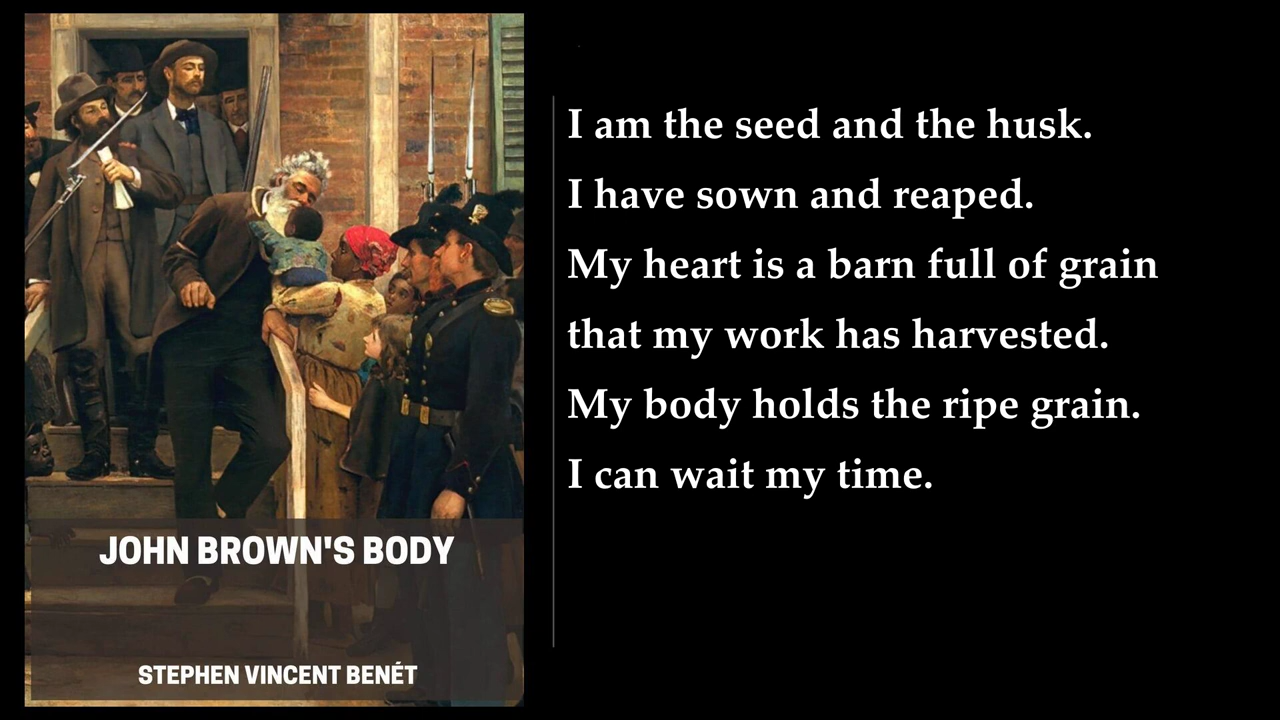 JOHN BROWN'S BODY
STEPHEN VINCENT BENÉT
I am the seed and the husk.
I have sown and reaped.
My heart is a barn full of grain
that my work has harvested.
My body holds the ripe grain.
I can wait my time.